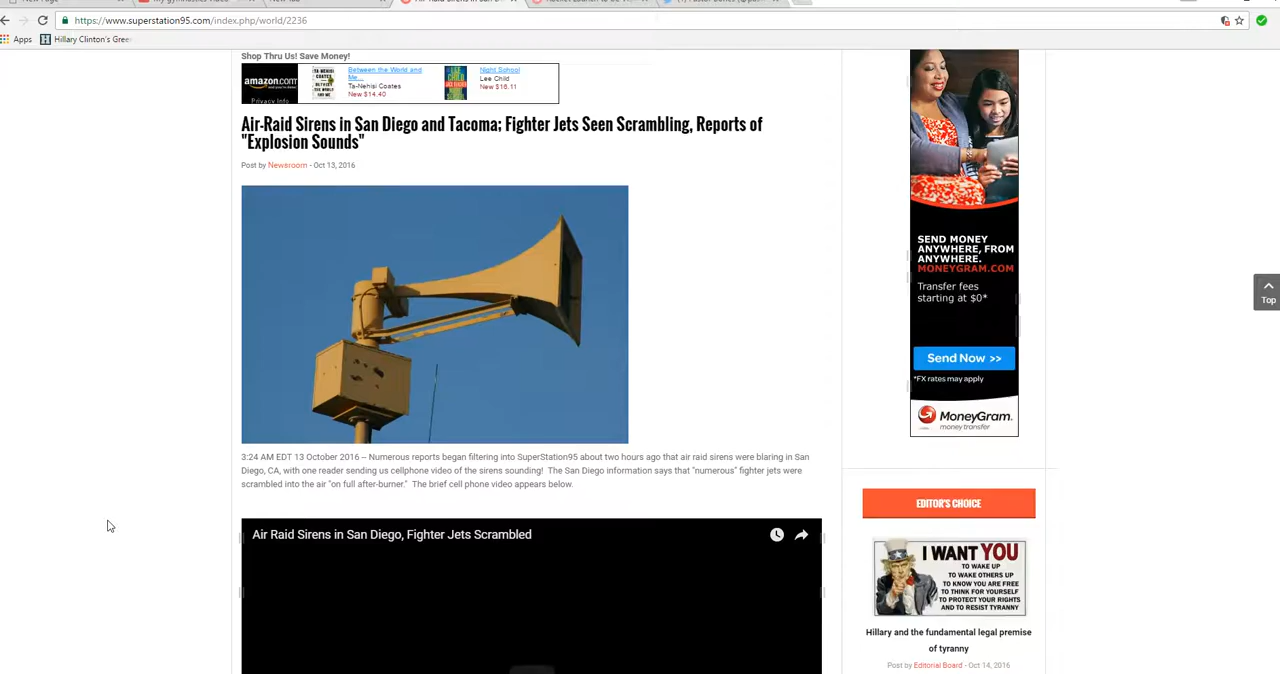 https://www.superstation95.com/index.php/world/2236
Apps
Hillary Clinton's Gree
Shop Thru Us! Save Money!
amazon.com
Privacy Info
Between the World and
Me...
Ta-Nehisi Coates
New $14.40
Night School
Lee Child
New $16.11
Air-Raid Sirens in San Diego and Tacoma; Fighter Jets Seen Scrambling, Reports of
"Explosion Sounds"
Post by Newsroom - Oct 13, 2016
3:24 AM EDT 13 October 2016 -- Numerous reports began filtering into SuperStation95 about two hours ago that air raid sirens were blaring in San
Diego, CA, with one reader sending us cellphone video of the sirens sounding! The San Diego information says that "numerous" fighter jets were
scrambled into the air "on full after-burner." The brief cell phone video appears below.
Air Raid Sirens in San Diego, Fighter Jets Scrambled
SEND MONEY
ANYWHERE, FROM
ANYWHERE.
MONEYGRAM.COM
Transfer fees
starting at $0*
Send Now >>
*FX rates may apply
MoneyGram.
money transfer
Top
EDITOR'S CHOICE
I WANT YOU
TO WAKE UP
TO WAKE OTHERS UP
TO KNOW YOU ARE FREE
TO THINK FOR YOURSELF
TO PROTECT YOUR RIGHTS
AND TO RESIST TYRANNY
Hillary and the fundamental legal premise
of tyranny
Post by Editorial Board - Oct 14, 2016